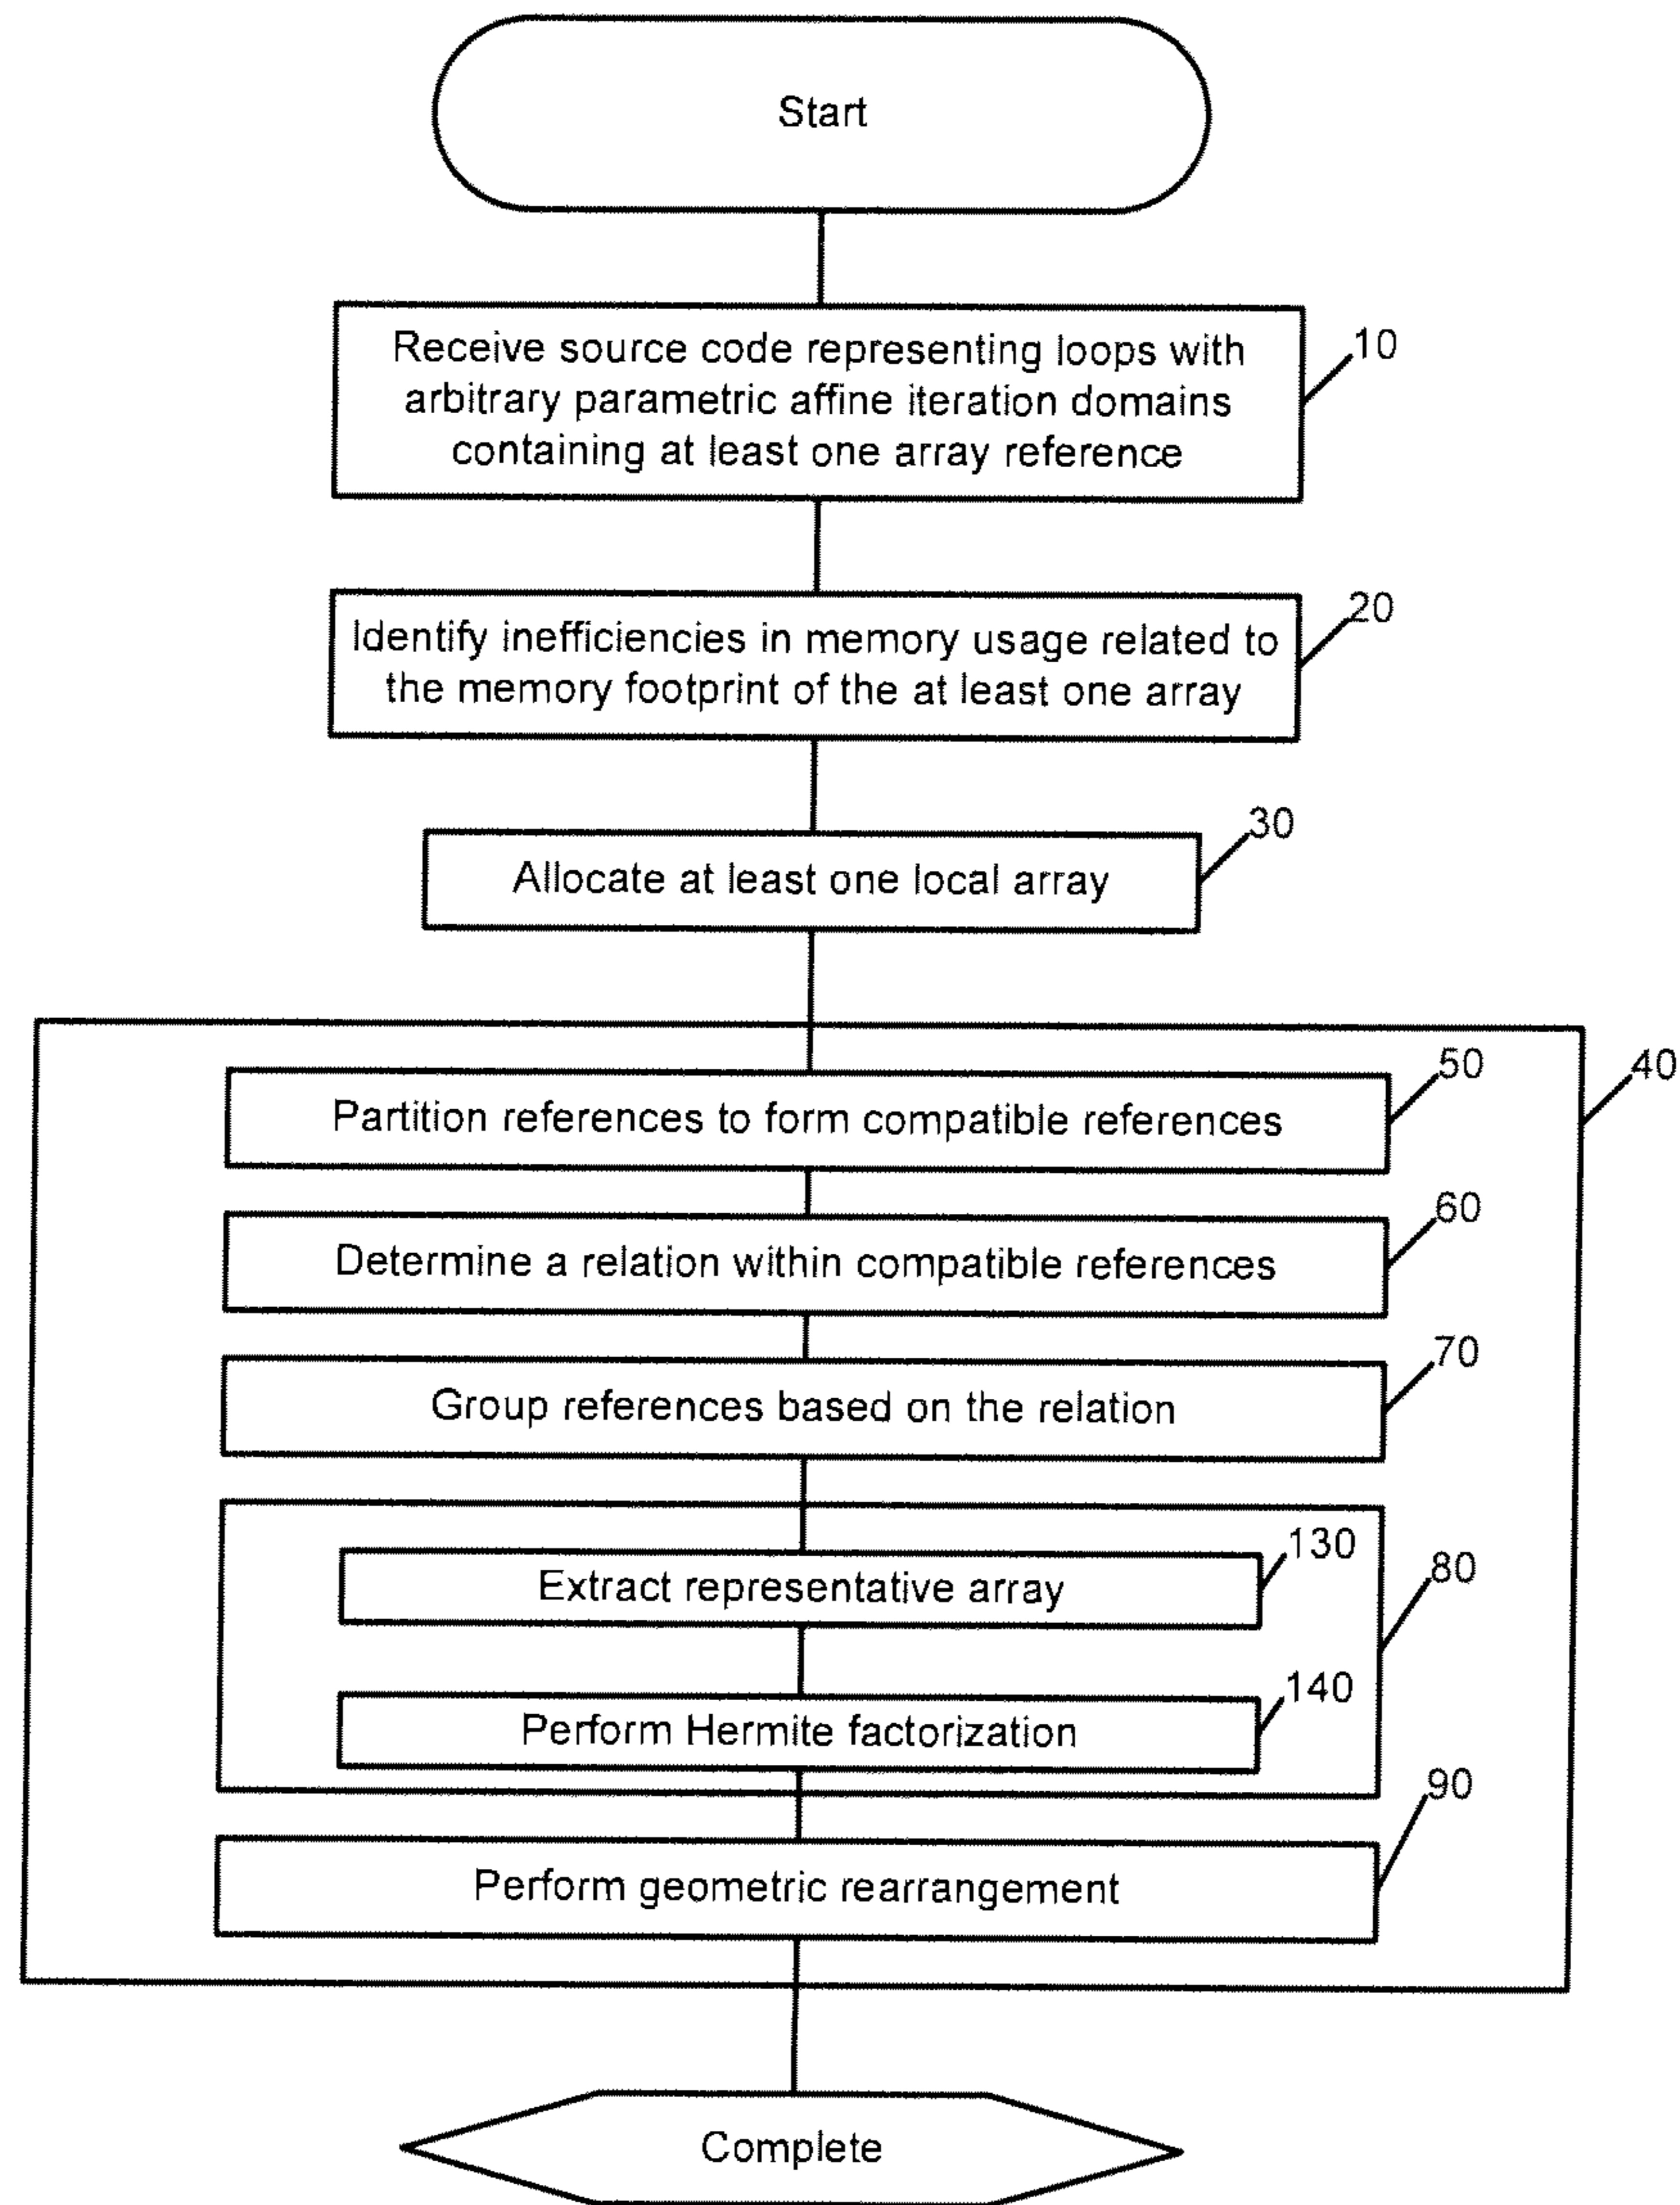 Start
Receive source code representing loops with
arbitrary parametric affine iteration domains
containing at least one array reference
10
Identify inefficiencies in memory usage related to
the memory footprint of the at least one array
20
Allocate at least one local array
30
40
Partition references to form compatible references
50
Determine a relation within compatible references
60
Group references based on the relation
70
80
Extract representative array
130
Perform Hermite factorization
140
Perform geometric rearrangement
90
Complete